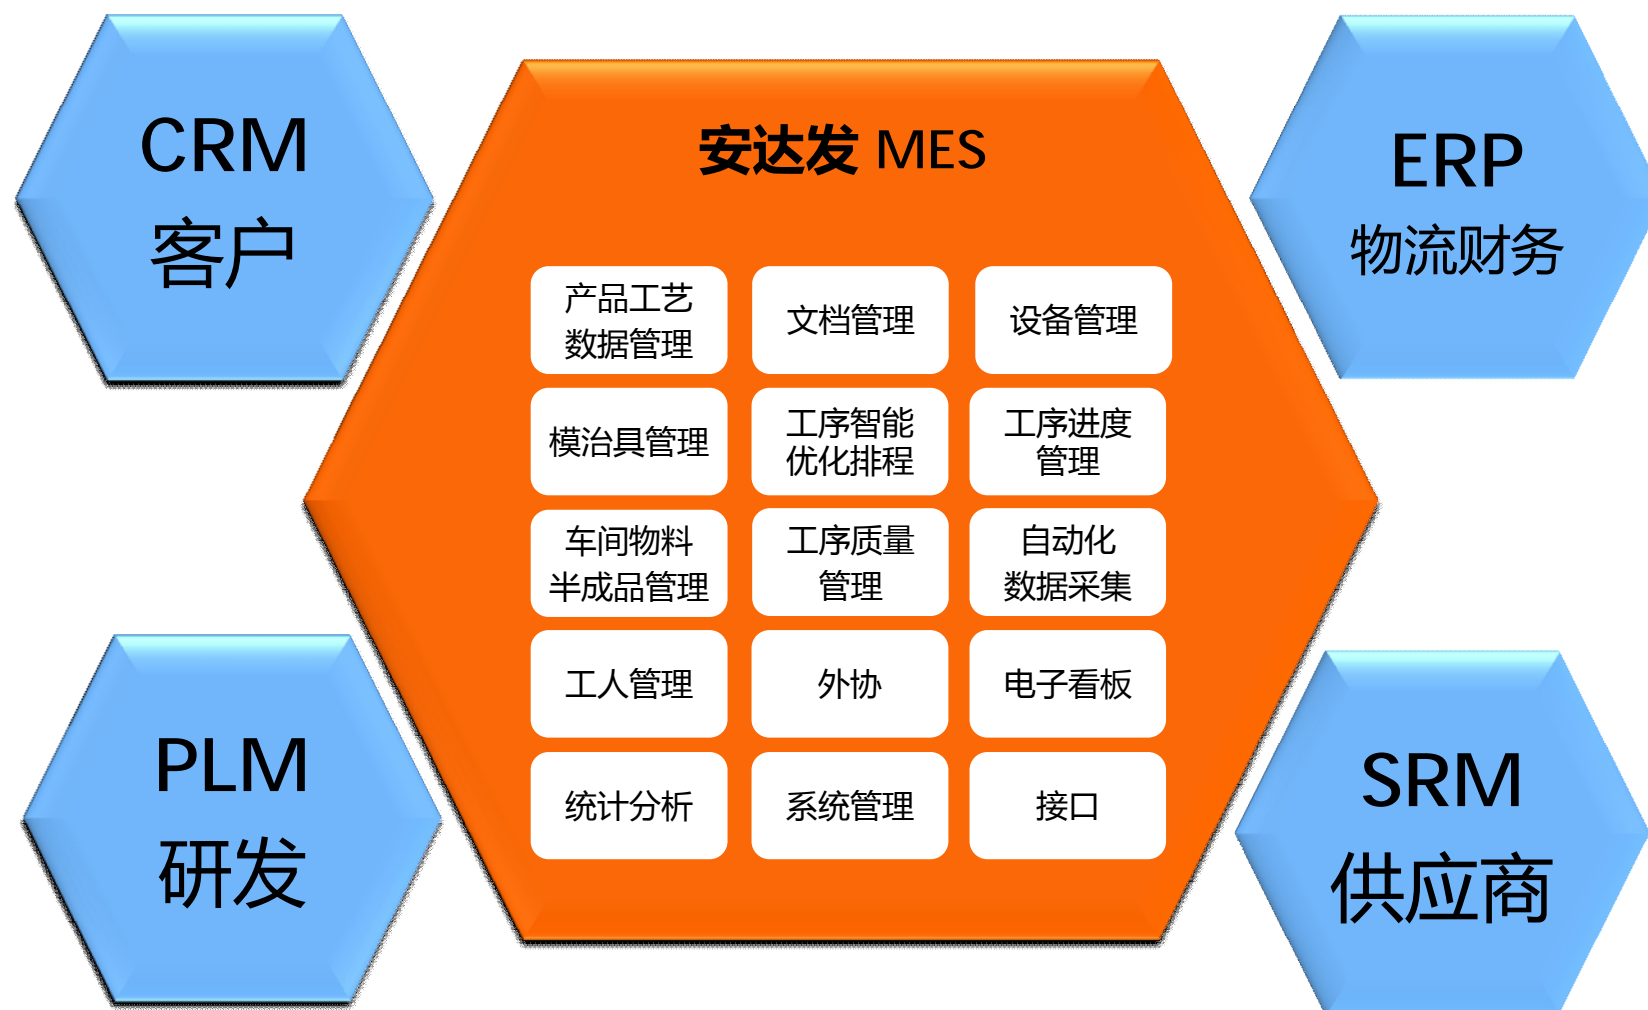 CRM
客户
安达发 MES
ERP
物流财务
产品工艺
数据管理
文档管理
设备管理
模治具管理
工序智能
优化排程
工序进度
管理
车间物料
半成品管理
工序质量
管理
自动化
数据采集
工人管理
外协
电子看板
统计分析
系统管理
接口
PLM
研发
SRM
供应商